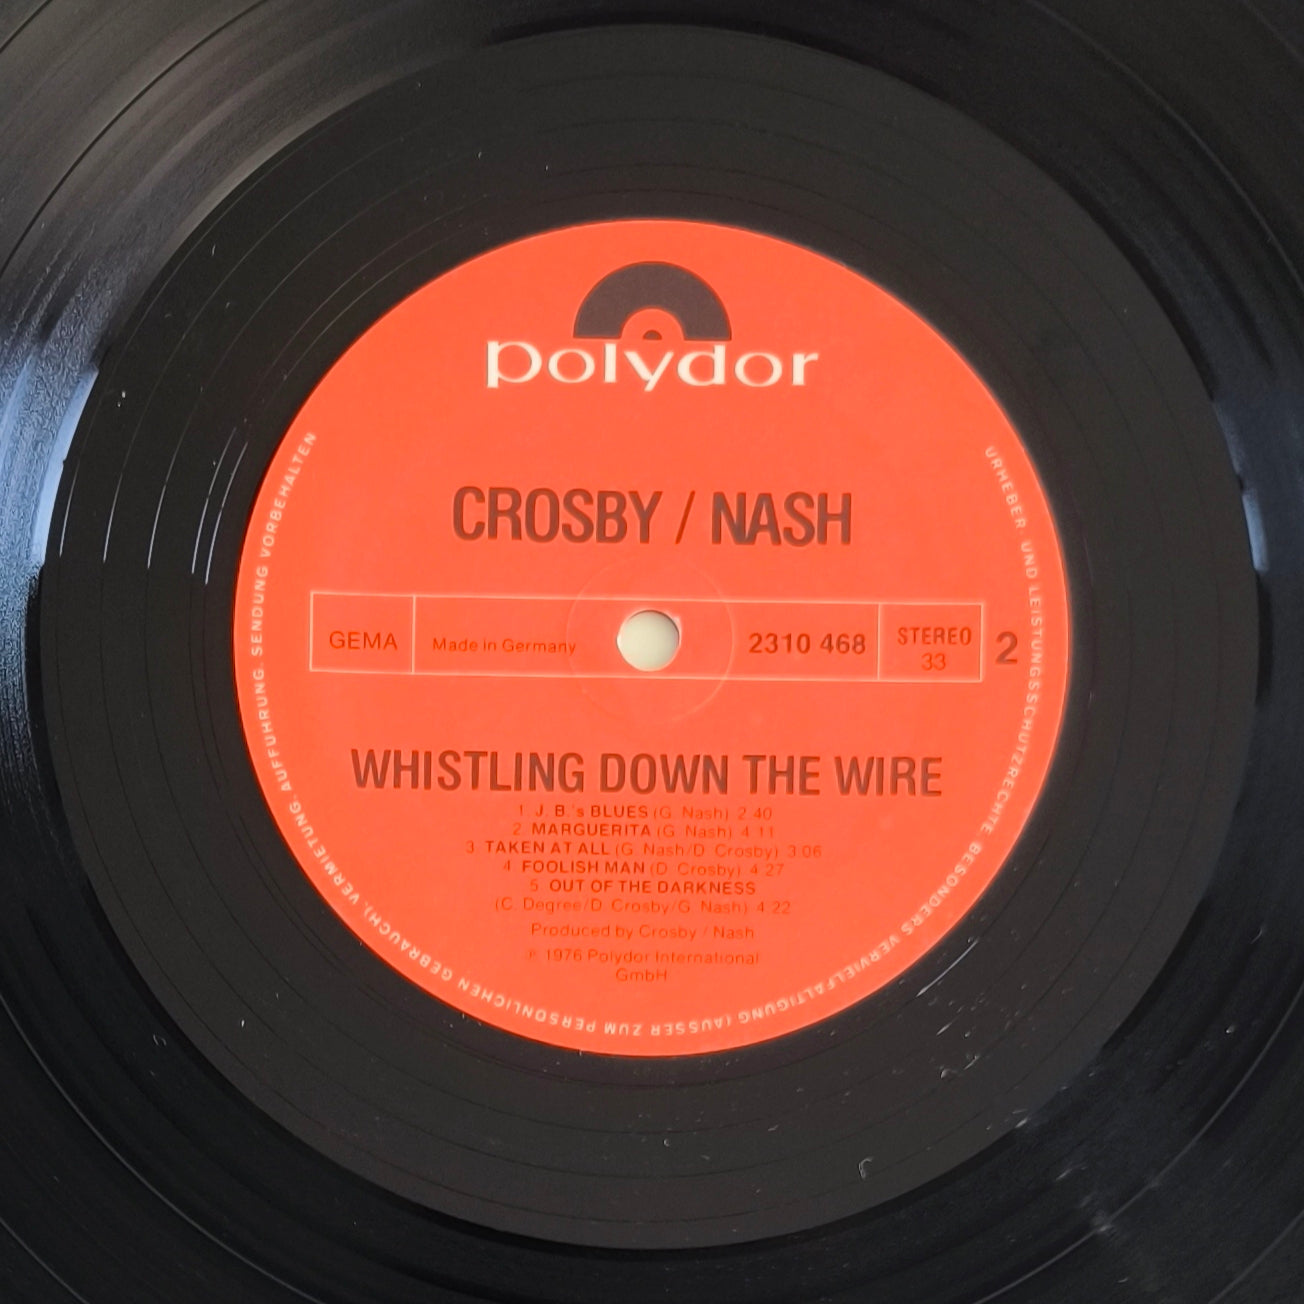 polydor
CROSBY / NASH
GEMA
Made in Germany
2310 468
STEREO
33
2
WHISTLING DOWN THE WIRE
1. J. B.'s BLUES (G. Nash) 2.40
2. MARGUERITA (G. Nash) 4.11
3. TAKEN AT ALL (G. Nash/D. Crosby) 3.06
4. FOOLISH MAN (D. Crosby) 4.27
5. OUT OF THE DARKNESS
(C. Degree/D. Crosby/G. Nash) 4.22
Produced by Crosby / Nash
℗ 1976 Polydor International
GmbH
URHEBER- UND LEISTUNGSSCHUTZRECHTE, BESONDERS VERVIELFÄLTIGUNG (AUSSER ZUM PERSÖNLICHEN GEBRAUCH), VERMIETUNG, AUFFÜHRUNG, SENDUNG VORBEHALTEN